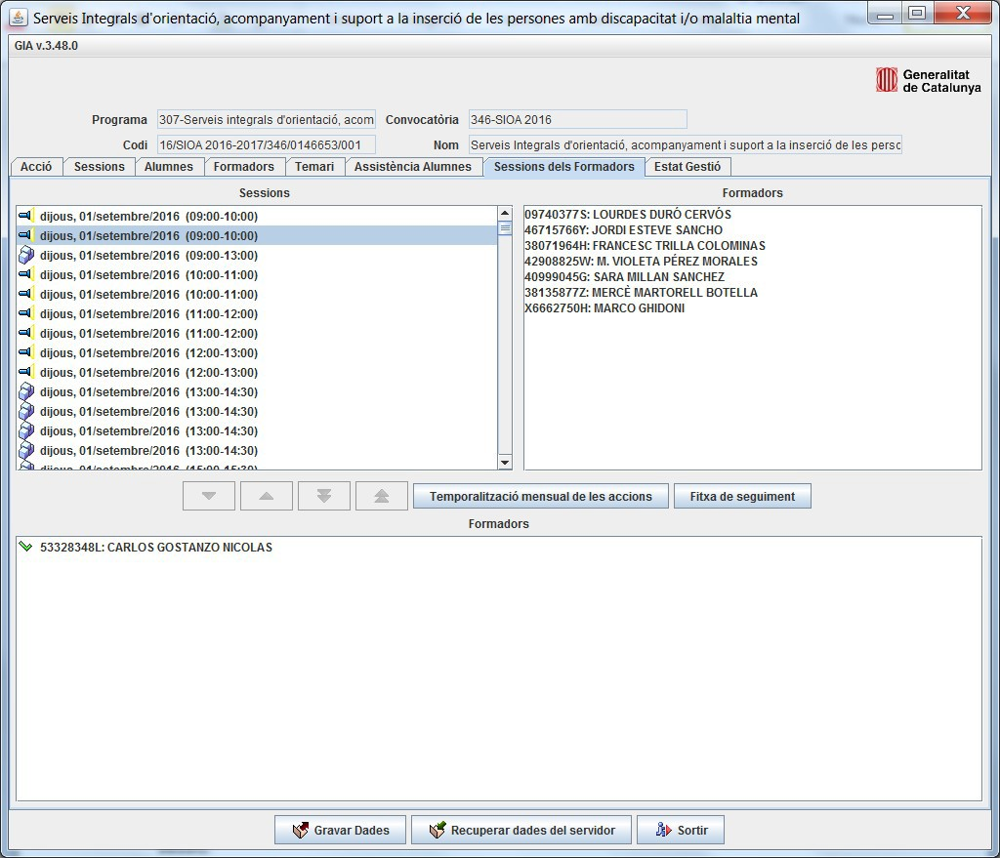 Serveis Integrals d'orientació, acompanyament i suport a la inserció de les persones amb discapacitat i/o malaltia mental
GIA v.3.48.0
Generalitat
de Catalunya
Programa 307-Serveis integrals d'orientació, acom Convocatòria 346-SIOA 2016
Codi 16/SIOA 2016-2017/346/0146653/001 Nom Serveis Integrals d'orientació, acompanyament i suport a la inserció de les persc
Acció Sessions Alumnes Formadors Temari Assistència Alumnes Sessions dels Formadors Estat Gestió
Sessions Formadors
dijous, 01/setembre/2016 (09:00-10:00)
dijous, 01/setembre/2016 (09:00-10:00)
dijous, 01/setembre/2016 (09:00-13:00)
dijous, 01/setembre/2016 (10:00-11:00)
dijous, 01/setembre/2016 (10:00-11:00)
dijous, 01/setembre/2016 (11:00-12:00)
dijous, 01/setembre/2016 (11:00-12:00)
dijous, 01/setembre/2016 (12:00-13:00)
dijous, 01/setembre/2016 (12:00-13:00)
dijous, 01/setembre/2016 (13:00-14:30)
dijous, 01/setembre/2016 (13:00-14:30)
dijous, 01/setembre/2016 (13:00-14:30)
dijous, 01/setembre/2016 (13:00-14:30)
dijous, 01/setembre/2016 (15:00-15:30)
09740377S: LOURDES DURÓ CERVÓS
46715766Y: JORDI ESTEVE SANCHO
38071964H: FRANCESC TRILLA COLOMINAS
42908825W: M. VIOLETA PÉREZ MORALES
40999045G: SARA MILLAN SANCHEZ
38135877Z: MERCÈ MARTORELL BOTELLA
X6662750H: MARCO GHIDONI
Temporalització mensual de les accions Fitxa de seguiment
Formadors
53328348L: CARLOS GOSTANZO NICOLAS
Gravar Dades Recuperar dades del servidor Sortir